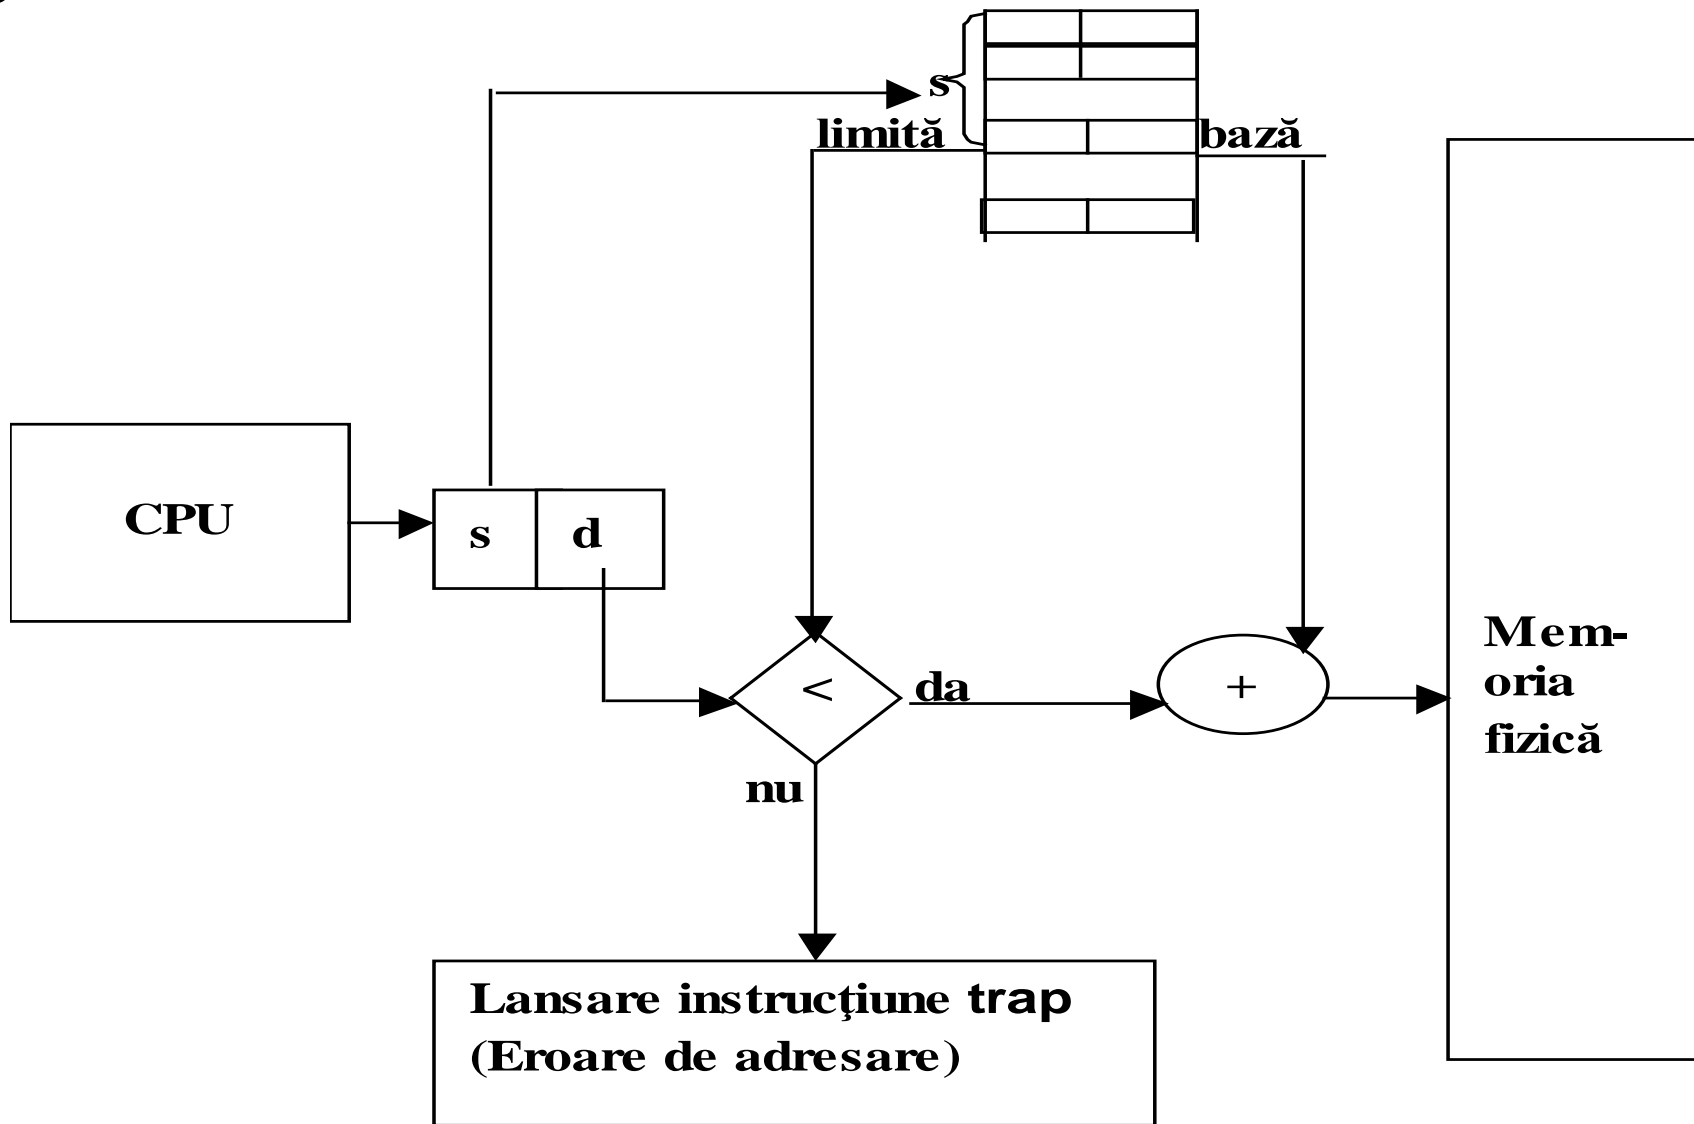 s
limită
bază
CPU
s
d
<
da
+
Mem-
oria
fizică
nu
Lansare instrucţiune trap
(Eroare de adresare)